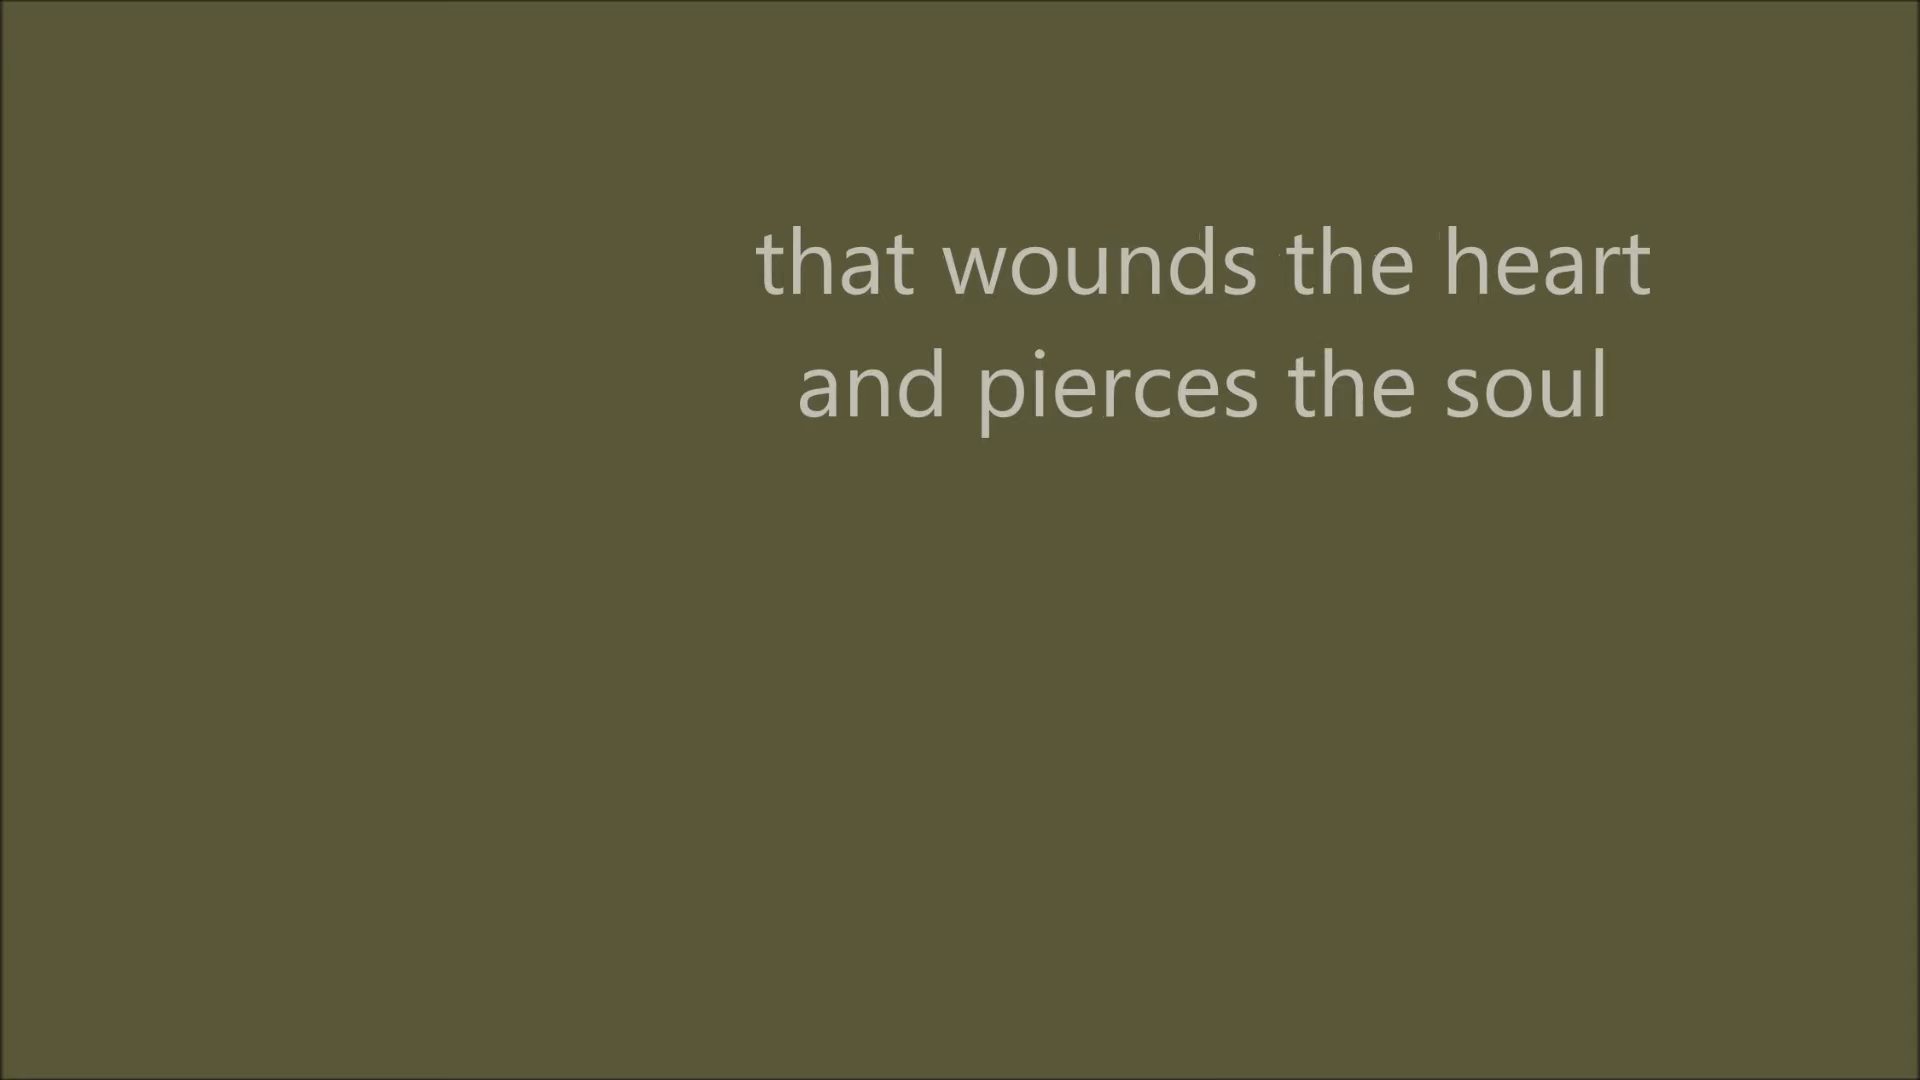 that wounds the heart
and pierces the soul